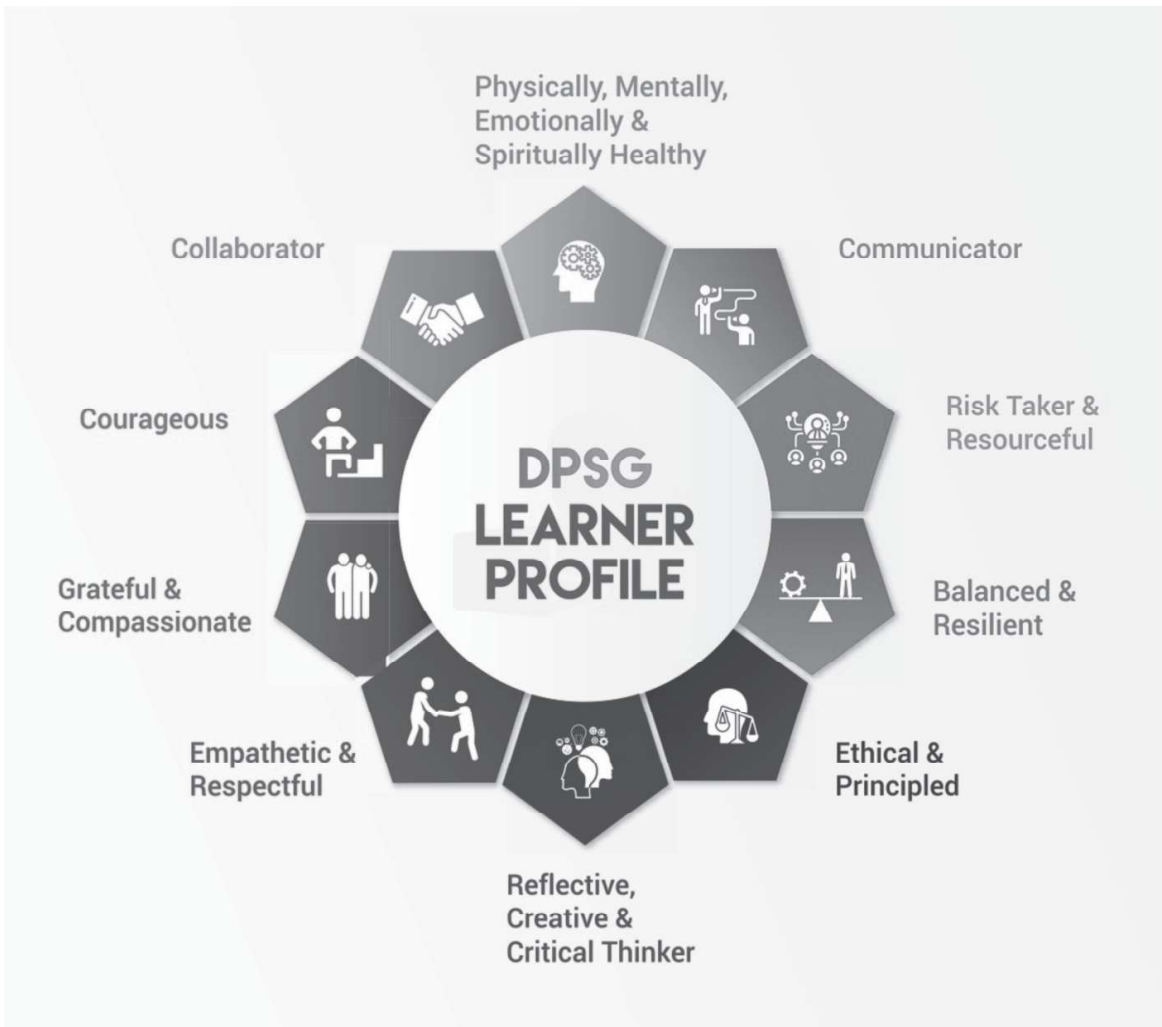 Physically, Mentally,
Emotionally &
Spiritually Healthy
Collaborator
Communicator
Courageous
Risk Taker &
Resourceful
DPSG
LEARNER
PROFILE
Grateful &
Compassionate
Balanced &
Resilient
Empathetic &
Respectful
Ethical &
Principled
Reflective,
Creative &
Critical Thinker